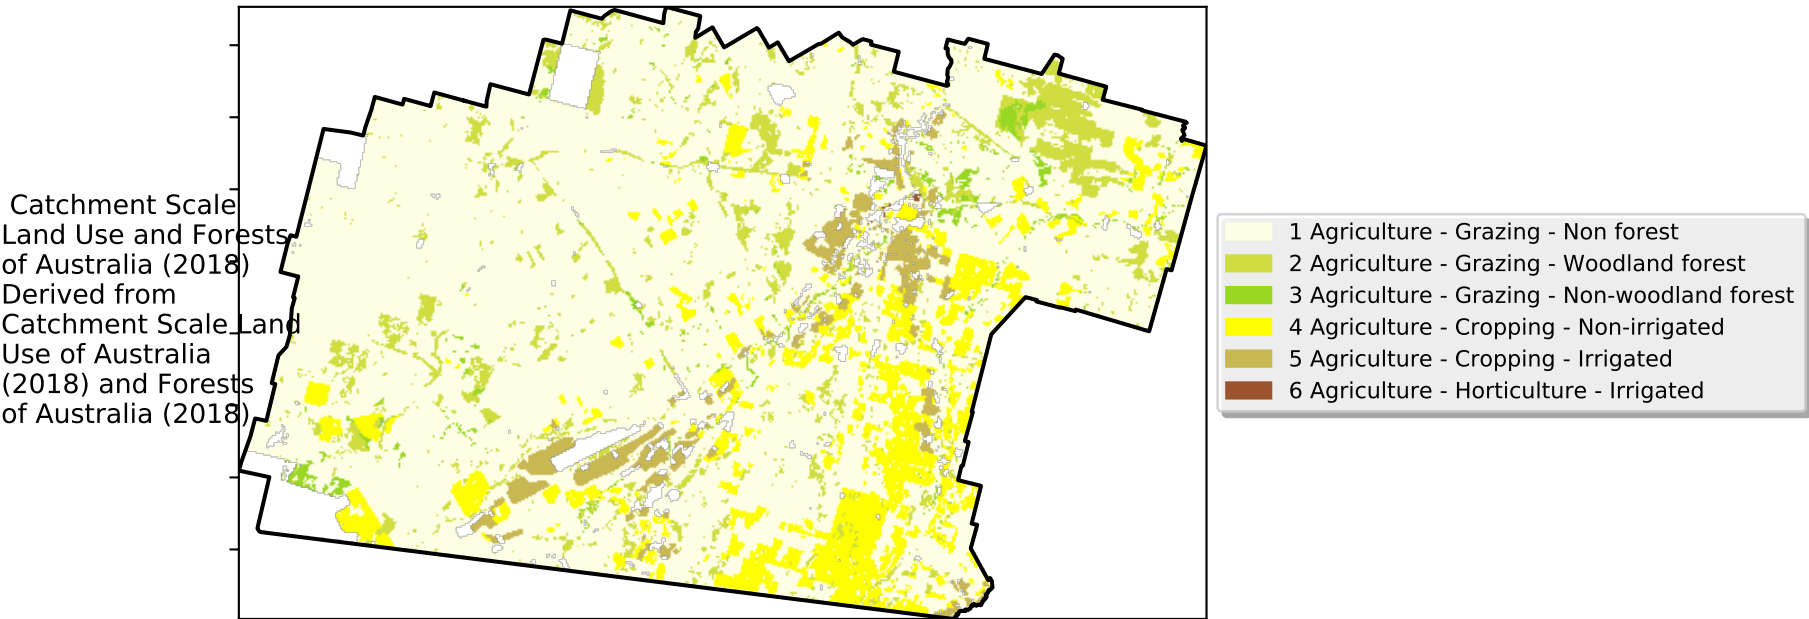 Catchment Scale
Land Use and Forests
of Australia (2018)
Derived from
Catchment Scale Land
Use of Australia
(2018) and Forests
of Australia (2018)
1 Agriculture - Grazing - Non forest
2 Agriculture - Grazing - Woodland forest
3 Agriculture - Grazing - Non-woodland forest
4 Agriculture - Cropping - Non-irrigated
5 Agriculture - Cropping - Irrigated
6 Agriculture - Horticulture - Irrigated